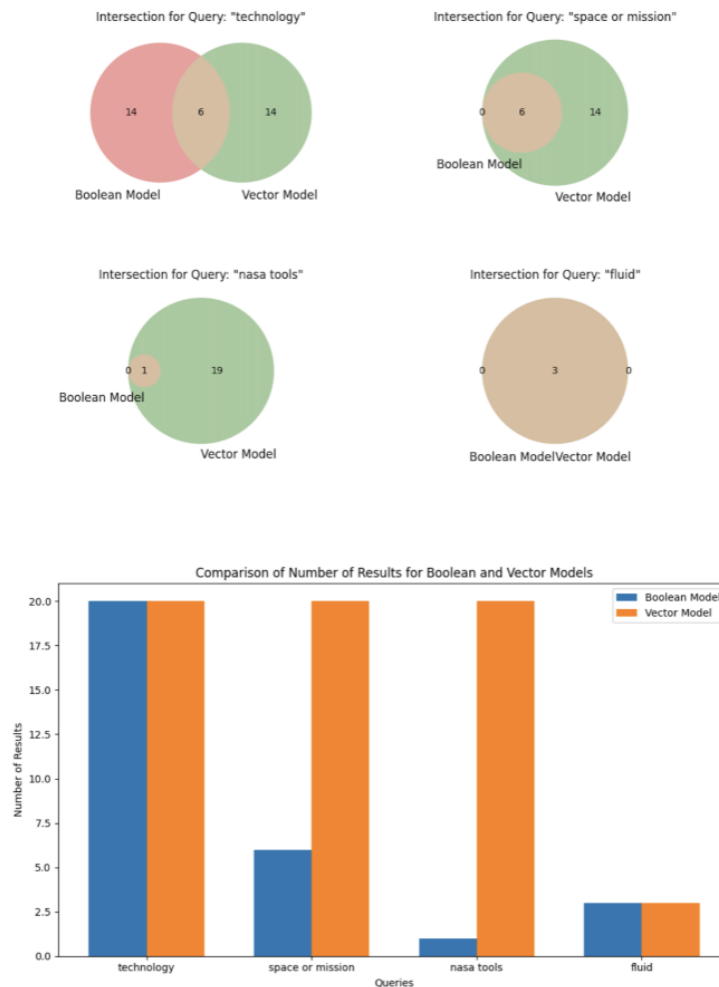 Intersection for Query: "technology"
14
6
14
Boolean Model
Vector Model
Intersection for Query: "space or mission"
0
6
14
Boolean Model
Vector Model
Intersection for Query: "nasa tools"
0
1
19
Boolean Model
Vector Model
Intersection for Query: "fluid"
0
3
0
Boolean Model
Vector Model
Comparison of Number of Results for Boolean and Vector Models
Boolean Model
Vector Model
Number of Results
20.0
17.5
15.0
12.5
10.0
7.5
5.0
2.5
0.0
technology
space or mission
nasa tools
fluid
Queries